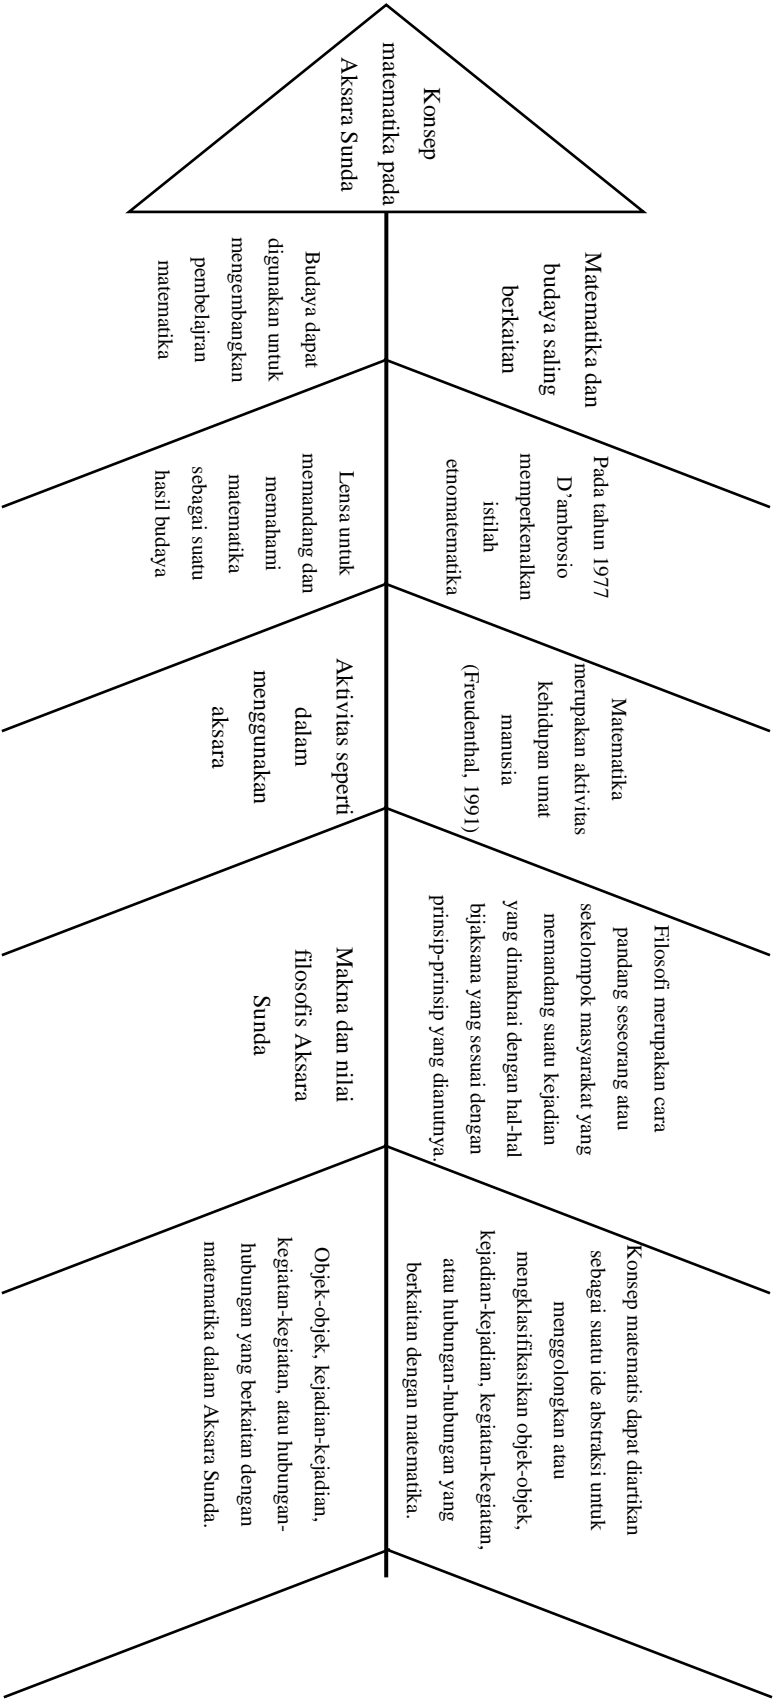 Konsep
matematika pada
Aksara Sunda
Matematika dan
budaya saling
berkaitan
Pada tahun 1977
D’ambrosio
memperkenalkan
istilah
etnomatematika
Matematika
merupakan aktivitas
kehidupan umat
manusia
(Freudenthal, 1991)
Filosofi merupakan cara
pandang seseorang atau
sekelompok masyarakat yang
memandang suatu kejadian
yang dimaknai dengan hal-hal
bijaksana yang sesuai dengan
prinsip-prinsip yang dianutnya.
Konsep matematis dapat diartikan
sebagai suatu ide abstraksi untuk
menggolongkan atau
mengklasifikasikan objek-objek,
kejadian-kejadian, kegiatan-kegiatan,
atau hubungan-hubungan yang
berkaitan dengan matematika.
Budaya dapat
digunakan untuk
mengembangkan
pembelajran
matematika
Lensa untuk
memandang dan
memahami
matematika
sebagai suatu
hasil budaya
Aktivitas seperti
dalam
menggunakan
aksara
Makna dan nilai
filosofis Aksara
Sunda
Objek-objek, kejadian-kejadian,
kegiatan-kegiatan, atau hubungan-
hubungan yang berkaitan dengan
matematika dalam Aksara Sunda.